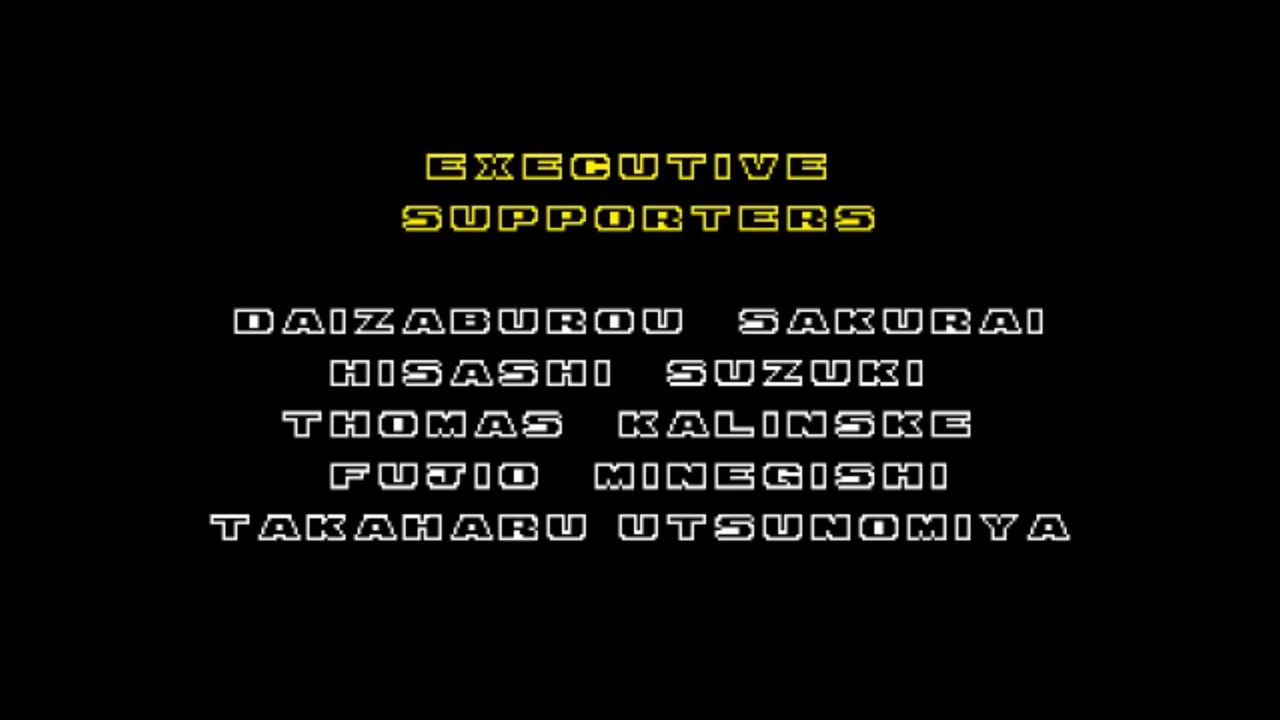 EXECUTIVE
SUPPORTERS
DAIZABUROU SAKURAI
HISASHI SUZUKI
THOMAS KALINSKE
FUJIO MINEGISHI
TAKAHARU UTSUNOMIYA